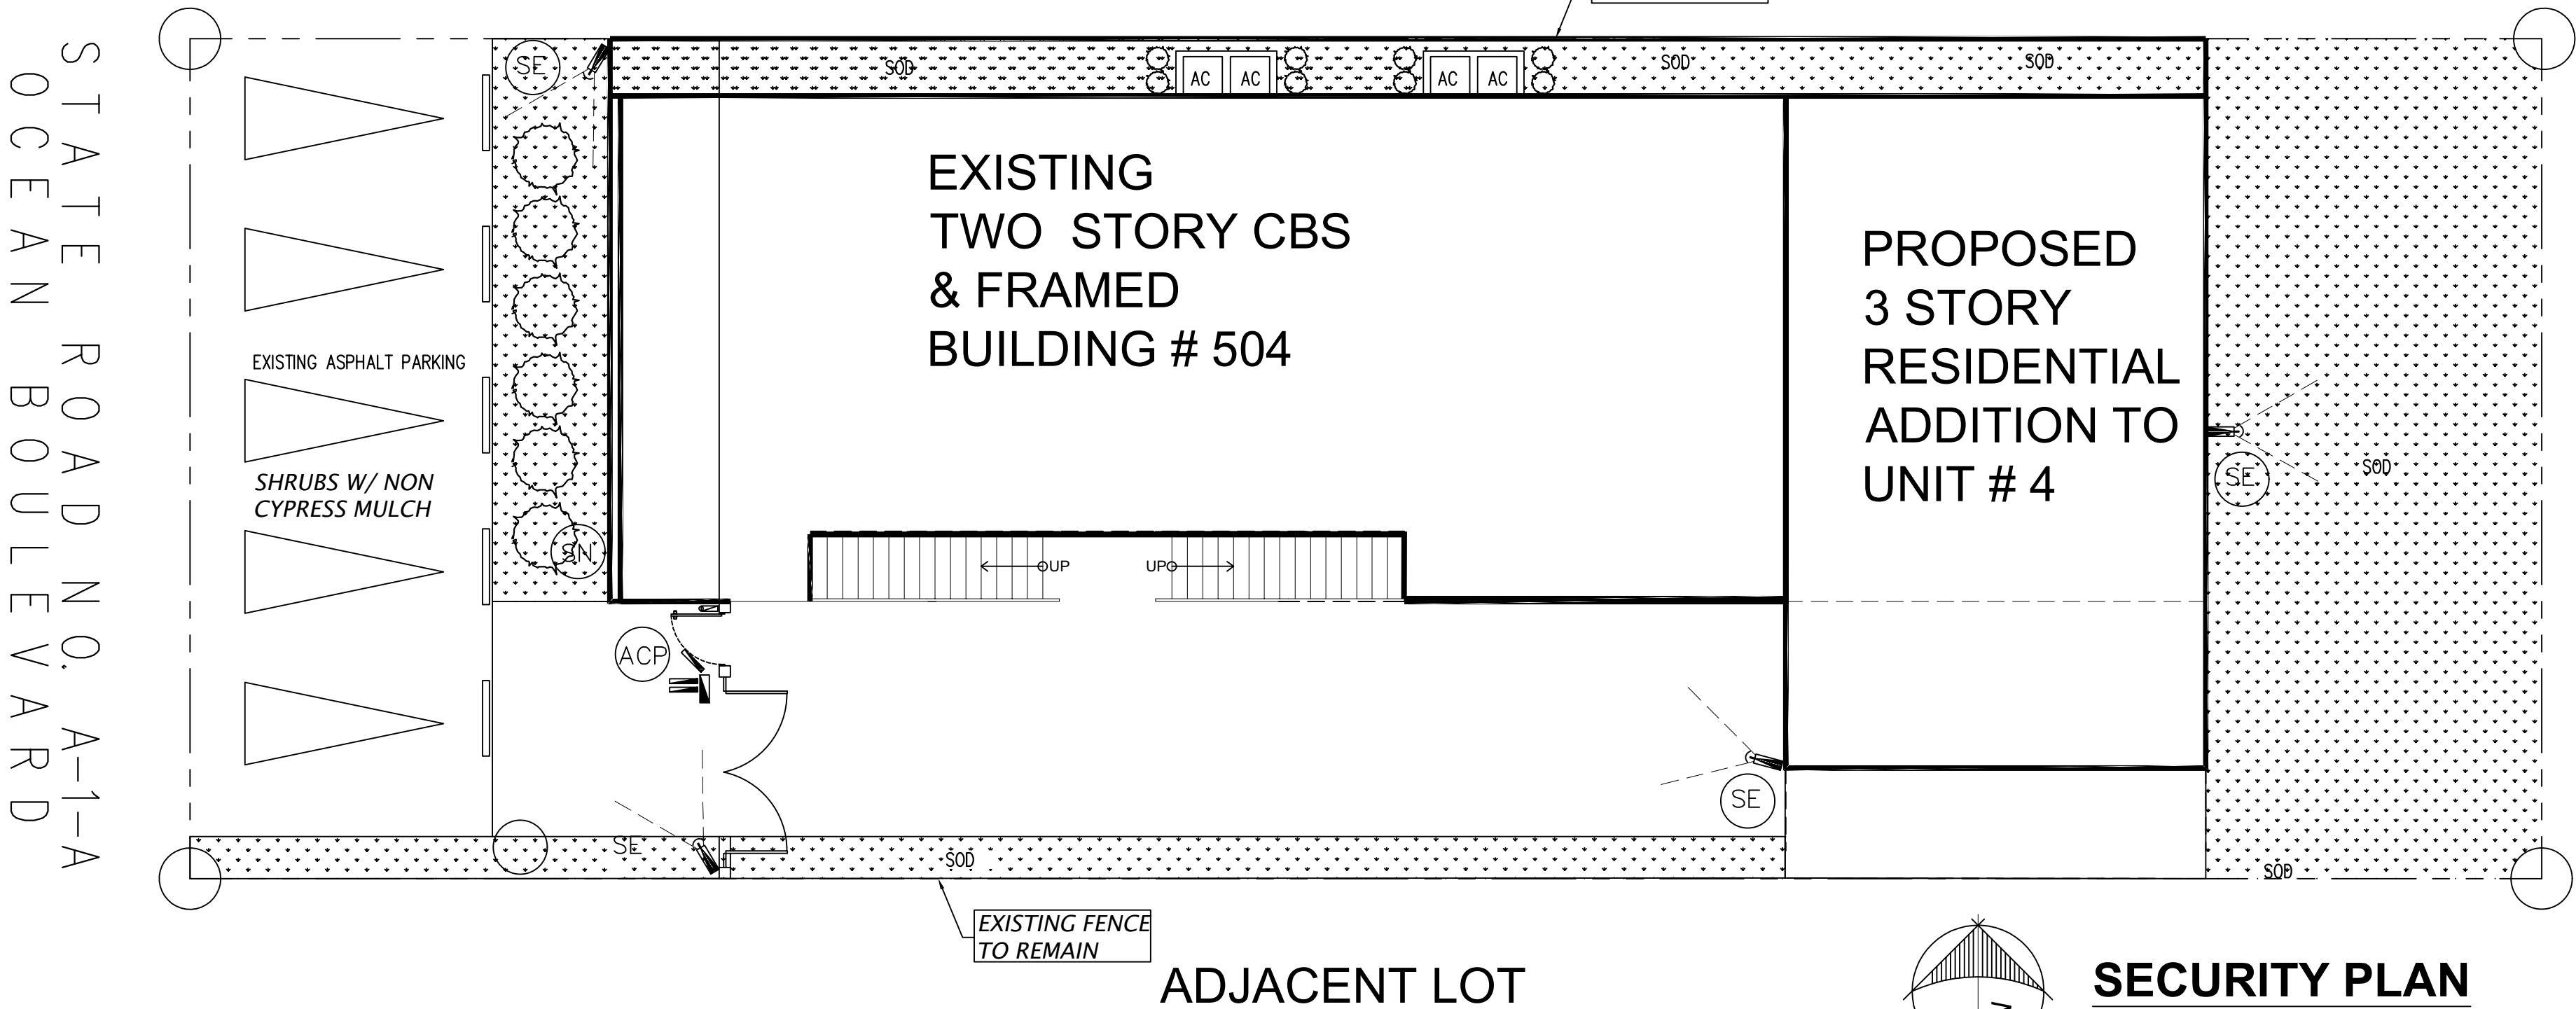 STATE ROAD NO. A-1-A
OCEAN BOULEVARD
SE
SOD
AC
AC
AC
AC
SOD
SOD
EXISTING
TWO STORY CBS
& FRAMED
BUILDING # 504
PROPOSED
3 STORY
RESIDENTIAL
ADDITION TO
UNIT # 4
EXISTING ASPHALT PARKING
SHRUBS W/ NON
CYPRESS MULCH
SE
SOD
SN
UP
UP
ACP
SE
SE
SOD
SOD
EXISTING FENCE
TO REMAIN
ADJACENT LOT
SECURITY PLAN